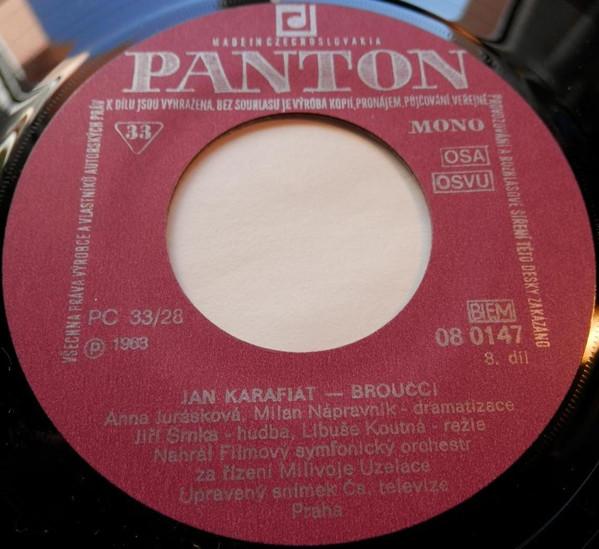 MADE IN CZECHOSLOVAKIA
PANTON
VŠECHNA PRÁVA VÝROBCE A VLASTNÍKŮ AUTORSKÝCH PRÁV
K DÍLU JSOU VYHRAZENA. BEZ SOUHLASU JE VÝROBA KOPIÍ, PRONÁJEM, PŮJČOVÁNÍ VEŘEJNÉ
PROVOZOVÁNÍ A ROZHLASOVÉ ŠÍŘENÍ TÉTO DESKY ZAKÁZÁNO
33
MONO
OSA
OSVU
PC 33/28
℗ 1963
BIEM
08 0147
8. díl
JAN KARAFIÁT — BROUČCI
Anna Jurásková, Milan Nápravník - dramatizace
Jiří Srnka - hudba, Libuše Koutná - režie
Nahrál Filmový symfonický orchestr
za řízení Milivoje Uzelace
Upravený snímek Čs. televize
Praha